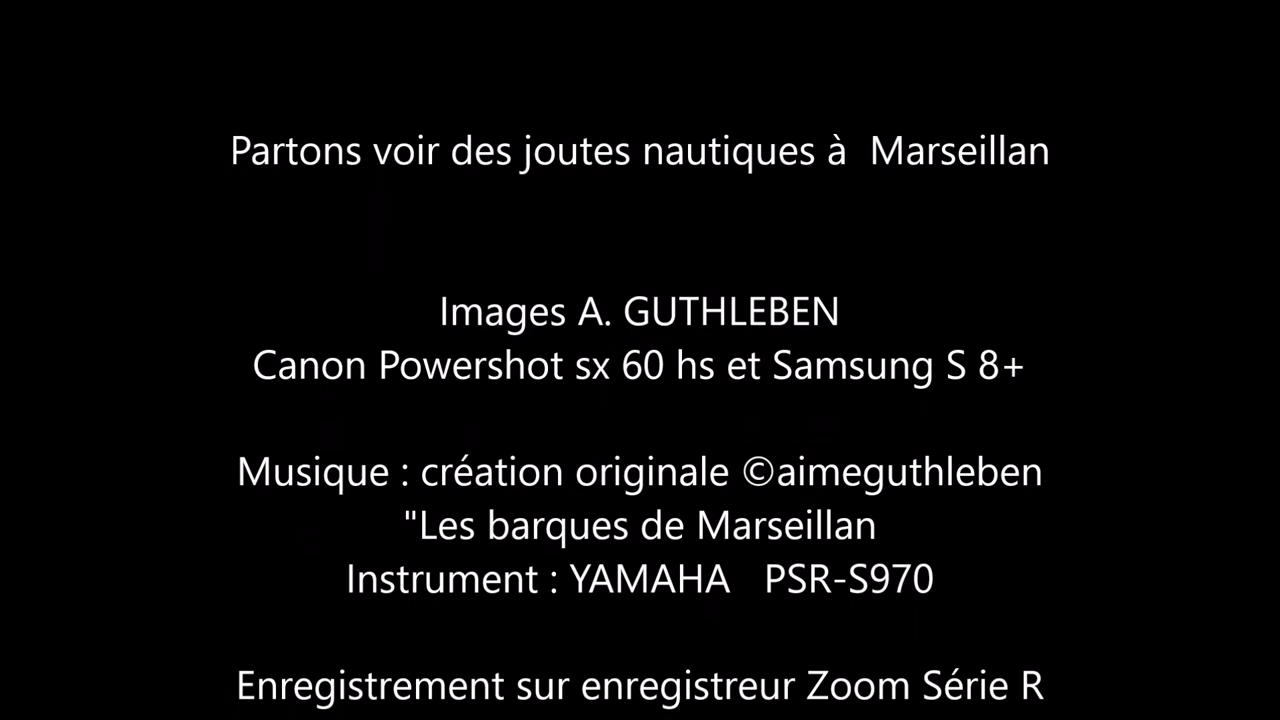 Partons voir des joutes nautiques à  Marseillan
Images A. GUTHLEBEN
Canon Powershot sx 60 hs et Samsung S 8+
Musique : création originale ©aimeguthleben
"Les barques de Marseillan
Instrument : YAMAHA   PSR-S970
Enregistrement sur enregistreur Zoom Série R